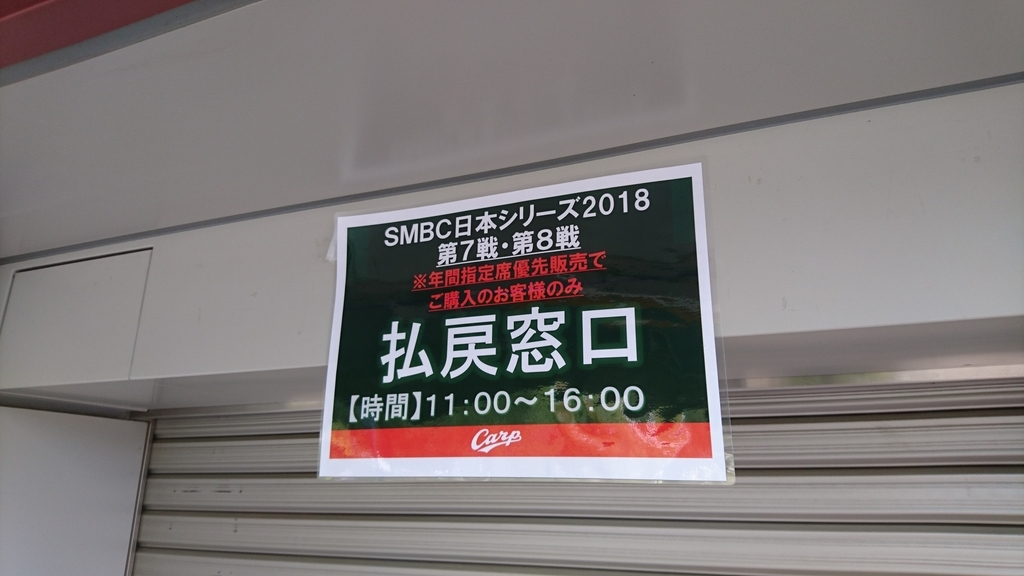 SMBC日本シリーズ2018
第7戦・第8戦
※年間指定席優先販売で
ご購入のお客様のみ
払戻窓口
【時間】11:00～16:00
Carp